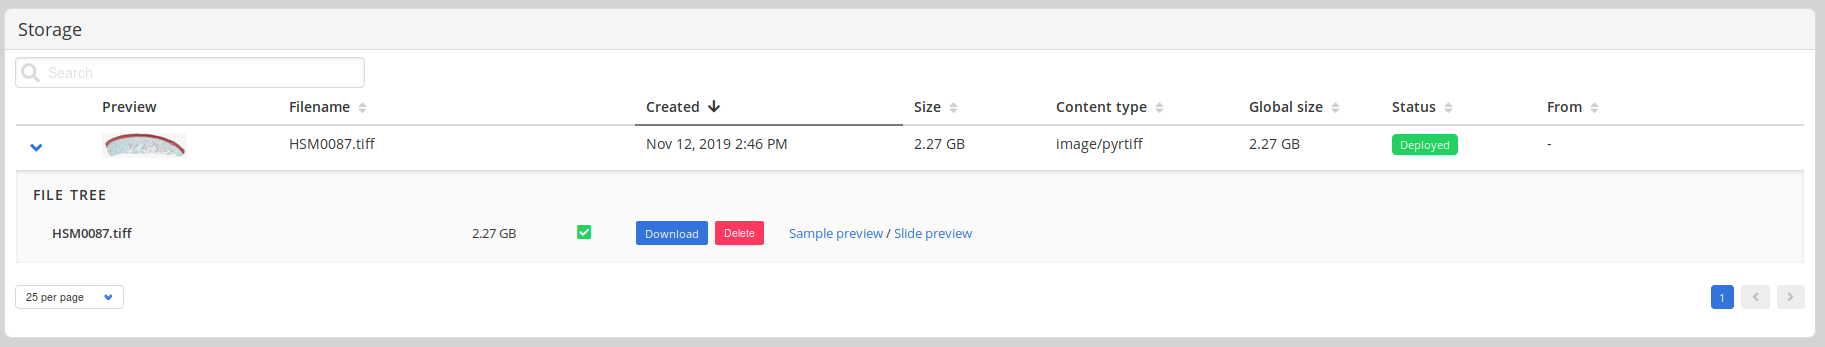 Storage
Search
Preview Filename Created Size Content type Global size Status From
HSM0087.tiff Nov 12, 2019 2:46 PM 2.27 GB image/pyrtiff 2.27 GB Deployed -
FILE TREE
HSM0087.tiff 2.27 GB Download Delete Sample preview / Slide preview
25 per page 1